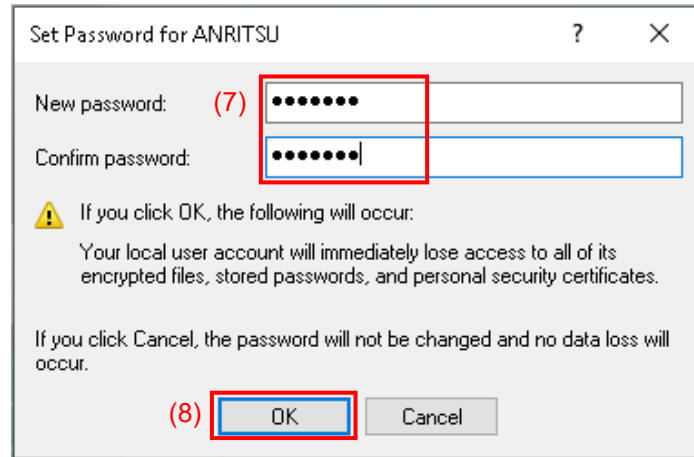 Set Password for ANRITSU ? ×
New password: (7) •••••••
Confirm password: •••••••
If you click OK, the following will occur:
Your local user account will immediately lose access to all of its
encrypted files, stored passwords, and personal security certificates.
If you click Cancel, the password will not be changed and no data loss will
occur.
(8) OK Cancel